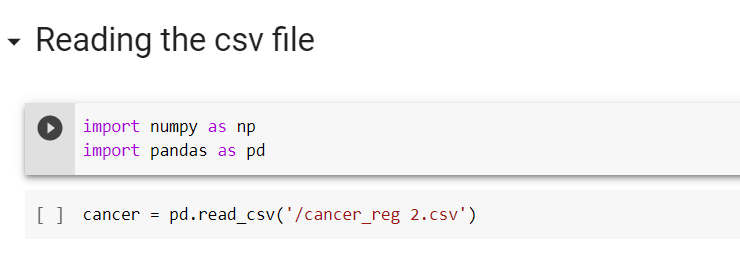 Reading the csv file
import numpy as np
import pandas as pd
[ ] cancer = pd.read_csv('/cancer_reg 2.csv')